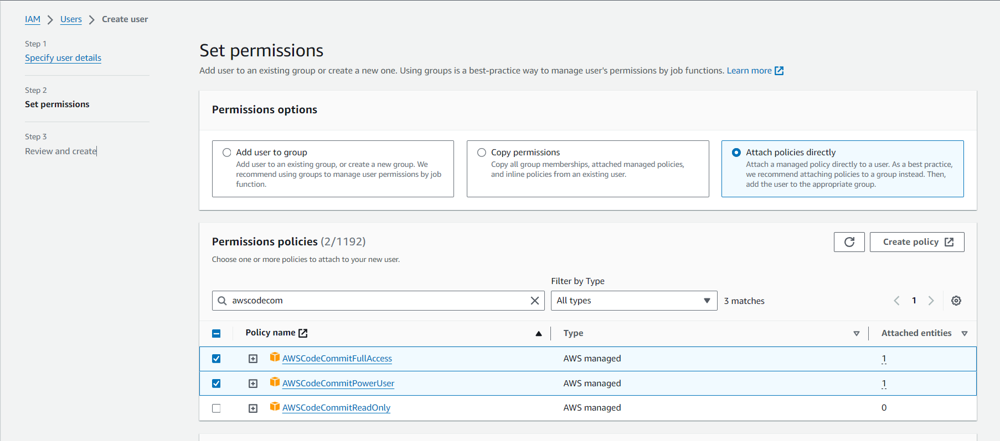 IAM > Users > Create user
Step 1
Specify user details
Step 2
Set permissions
Step 3
Review and create
Set permissions
Add user to an existing group or create a new one. Using groups is a best-practice way to manage user's permissions by job functions. Learn more
Permissions options
Add user to group
Add user to an existing group, or create a new group. We
recommend using groups to manage user permissions by job
function.
Copy permissions
Copy all group memberships, attached managed policies,
and inline policies from an existing user.
Attach policies directly
Attach a managed policy directly to a user. As a best practice,
we recommend attaching policies to a group instead. Then,
add the user to the appropriate group.
Permissions policies (2/1192)
Choose one or more policies to attach to your new user.
Create policy
Filter by Type
awscodecom
All types
3 matches
1
Policy name Type Attached entities
AWSCodeCommitFullAccess AWS managed 1
AWSCodeCommitPowerUser AWS managed 1
AWSCodeCommitReadOnly AWS managed 0